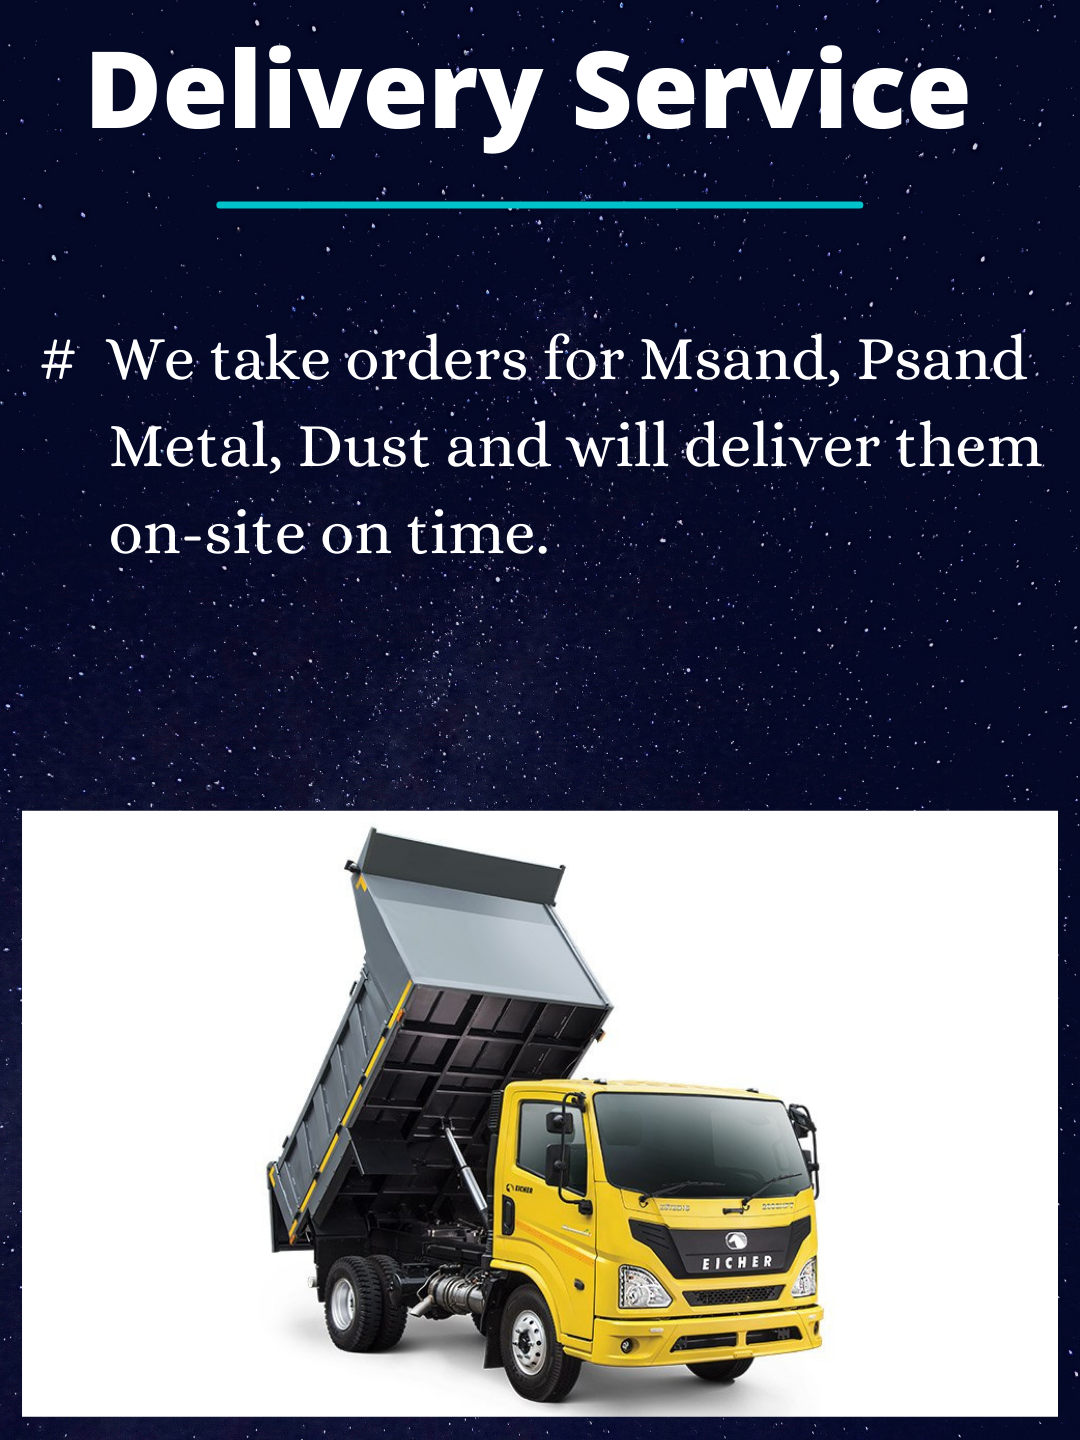 Delivery Service
# We take orders for Msand, Psand
Metal, Dust and will deliver them
on-site on time.
EICHER
EICHER